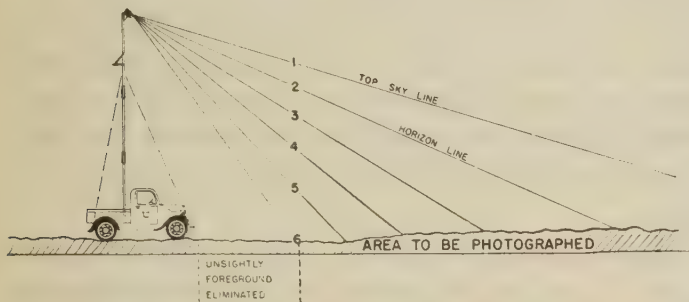 1
TOP SKY LINE
2
3
HORIZON LINE
4
5
6
AREA TO BE PHOTOGRAPHED
UNSIGHTLY
FOREGROUND
ELIMINATED